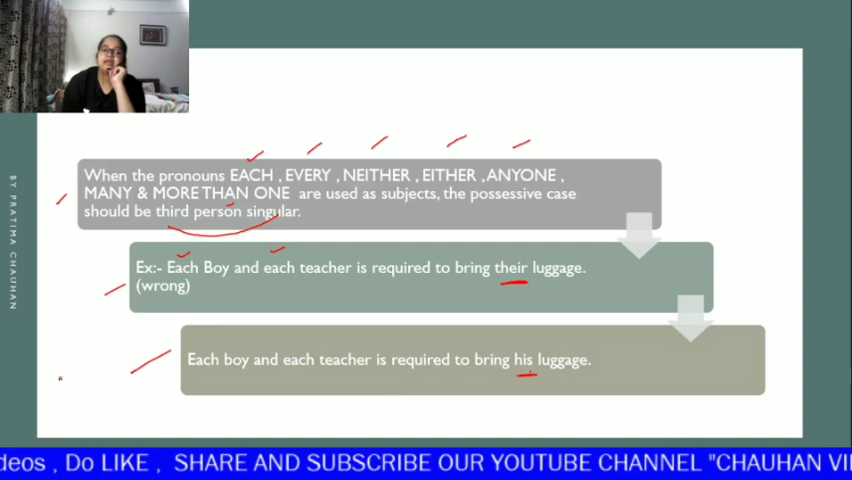 BY PRATIMA CHAUHAN
When the pronouns EACH , EVERY , NEITHER , EITHER , ANYONE ,
MANY & MORE THAN ONE are used as subjects, the possessive case
should be third person singular.
Ex:- Each Boy and each teacher is required to bring their luggage.
(wrong)
Each boy and each teacher is required to bring his luggage.
deos , Do LIKE , SHARE AND SUBSCRIBE OUR YOUTUBE CHANNEL "CHAUHAN VI